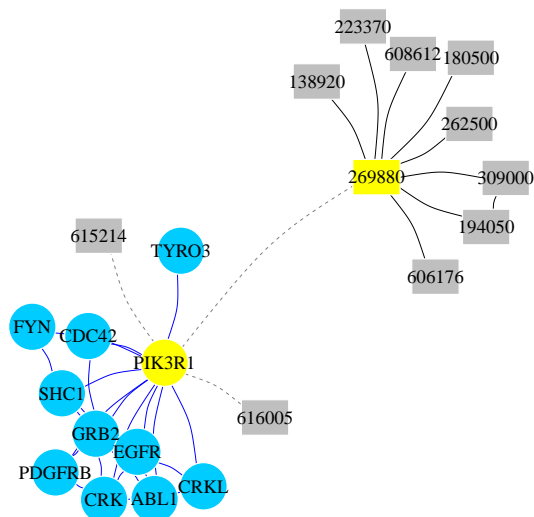 223370
608612
180500
138920
262500
269880
309000
194050
615214
TYRO3
606176
FYN
CDC42
PIK3R1
SHC1
616005
GRB2
EGFR
PDGFRB
CRK
ABL1
CRKL